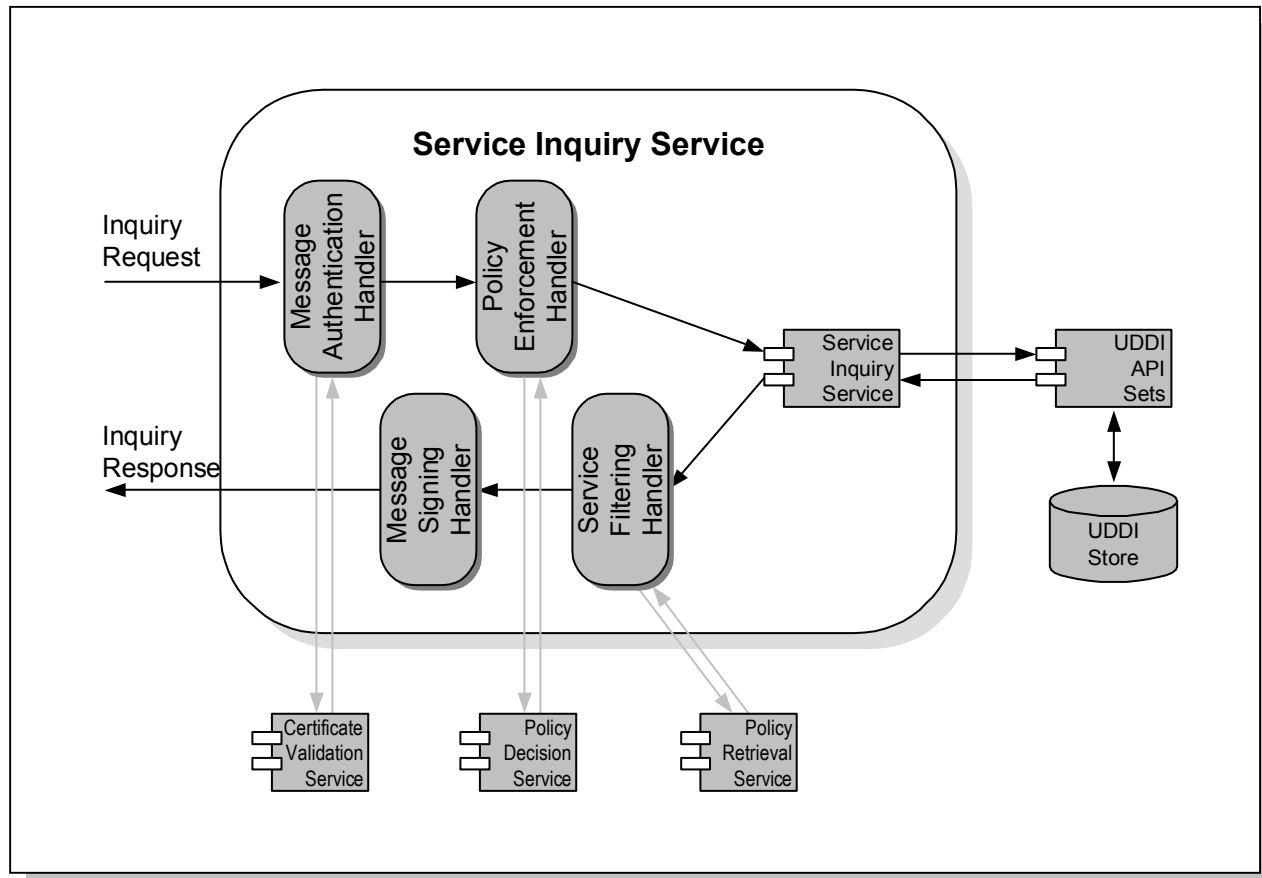 Service Inquiry Service
Inquiry
Request
Message
Authentication
Handler
Policy
Enforcement
Handler
Service
Inquiry
Service
UDDI
API
Sets
Inquiry
Response
Message
Signing
Handler
Service
Filtering
Handler
UDDI
Store
Certificate
Validation
Service
Policy
Decision
Service
Policy
Retrieval
Service